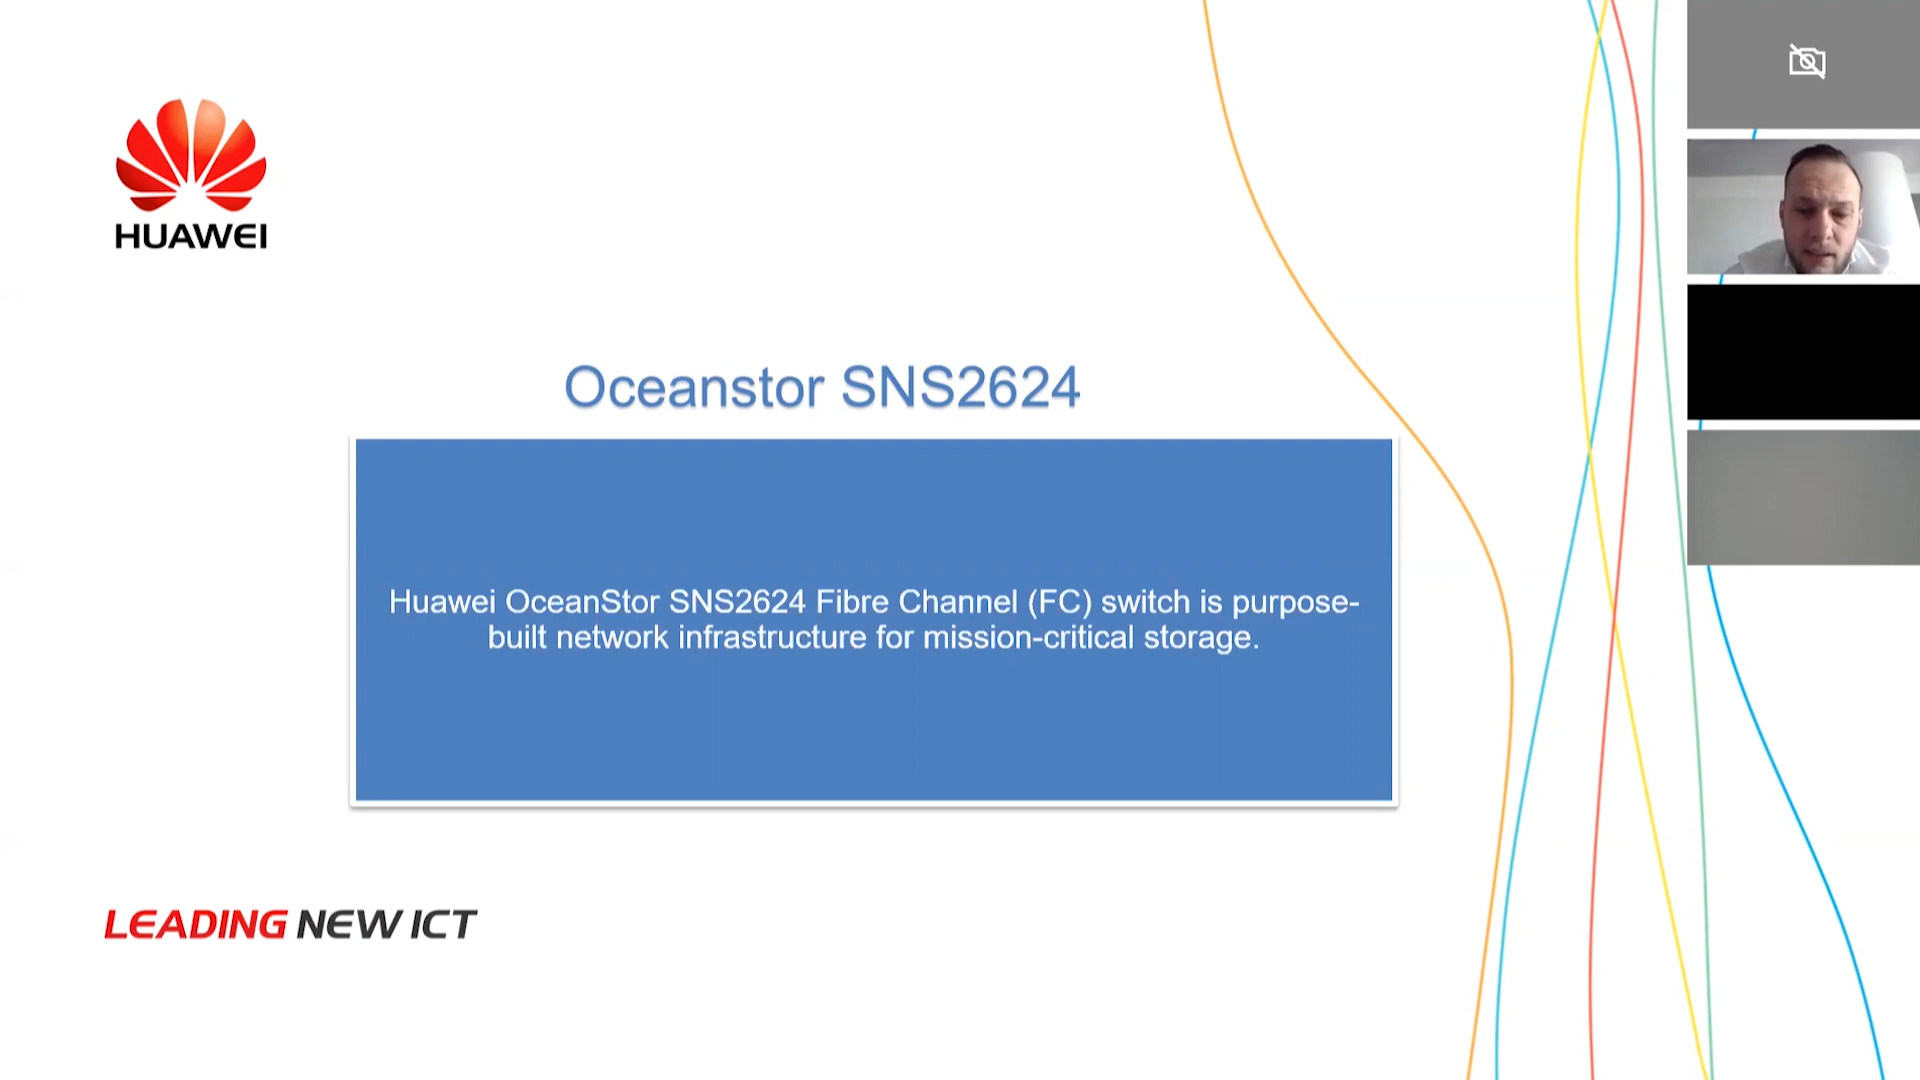 HUAWEI
Oceanstor SNS2624
Huawei OceanStor SNS2624 Fibre Channel (FC) switch is purpose-
built network infrastructure for mission-critical storage.
LEADING NEW ICT